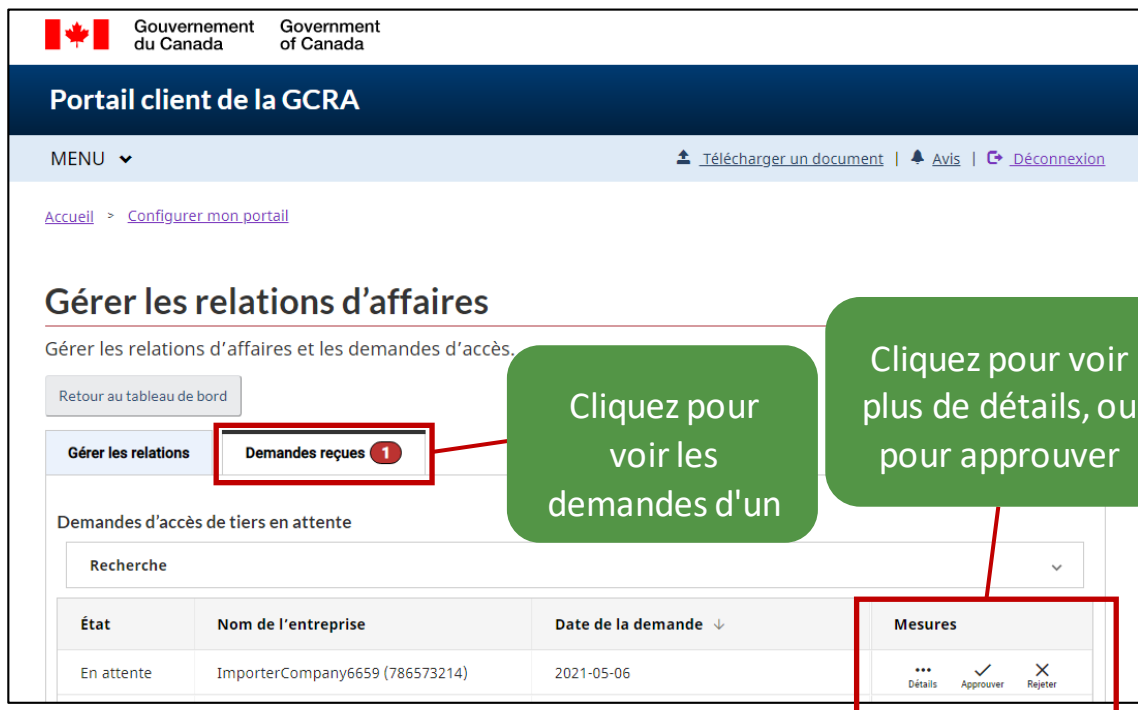 Gouvernement du Canada
Government of Canada
Portail client de la GCRA
MENU
Télécharger un document | Avis | Déconnexion
Accueil > Configurer mon portail
Gérer les relations d’affaires
Gérer les relations d’affaires et les demandes d’accès.
Retour au tableau de bord
Gérer les relations
Demandes reçues 1
Cliquez pour
voir les
demandes d'un
Cliquez pour voir
plus de détails, ou
pour approuver
Demandes d’accès de tiers en attente
Recherche
État Nom de l’entreprise Date de la demande ↓ Mesures
En attente ImporterCompany6659 (786573214) 2021-05-06 Détails Approuver Rejeter